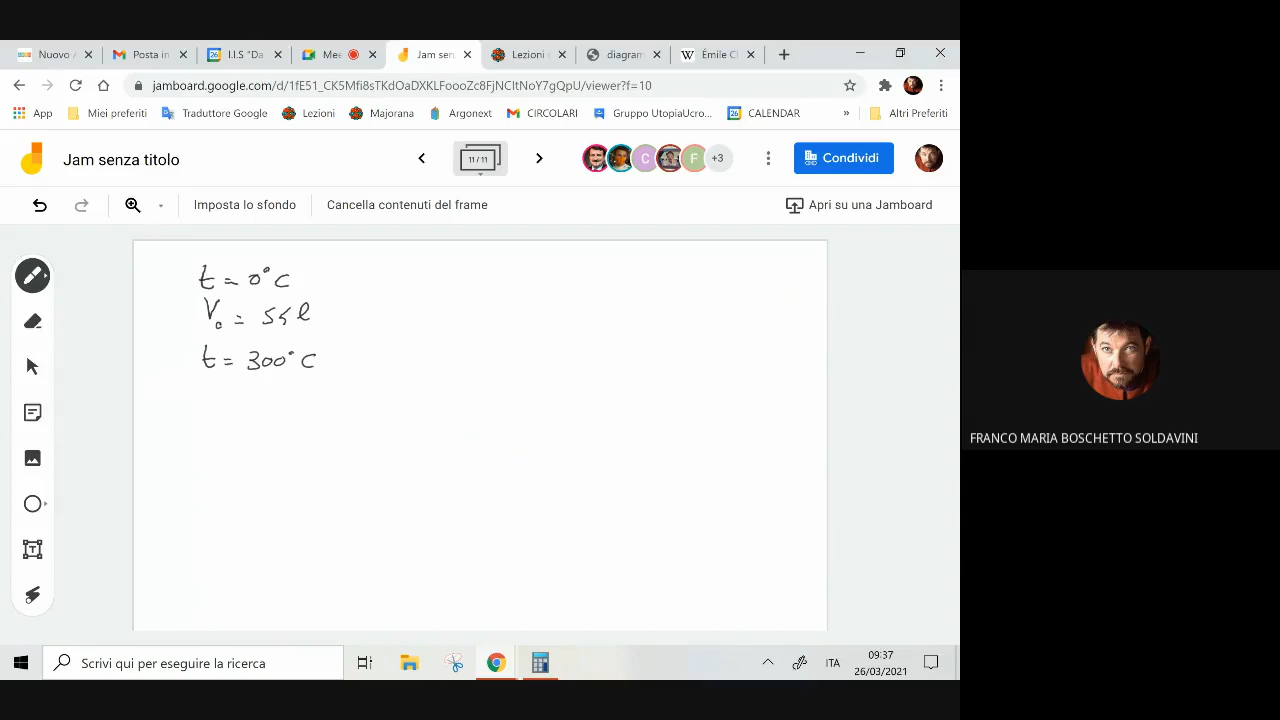 Nuovo A
Posta in
26
I.I.S "Da
Mee
Jam sen
Lezioni
diagram
W
Émile Cl
jamboard.google.com/d/1fE51_CK5Mfi8sTKdOaDXKLFoooZc8FjNCItNoY7gQpU/viewer?f=10
App
Miei preferiti
Traduttore Google
Lezioni
Majorana
Argonext
CIRCOLARI
Gruppo UtopiaUcro...
26
CALENDAR
»
Altri Preferiti
Jam senza titolo
11 / 11
C
F
+3
Condividi
Imposta lo sfondo
Cancella contenuti del frame
Apri su una Jamboard
t = 0°C
V₀ =
l
t = 300°C
FRANCO MARIA BOSCHETTO SOLDAVINI
Scrivi qui per eseguire la ricerca
ITA
09:37
26/03/2021